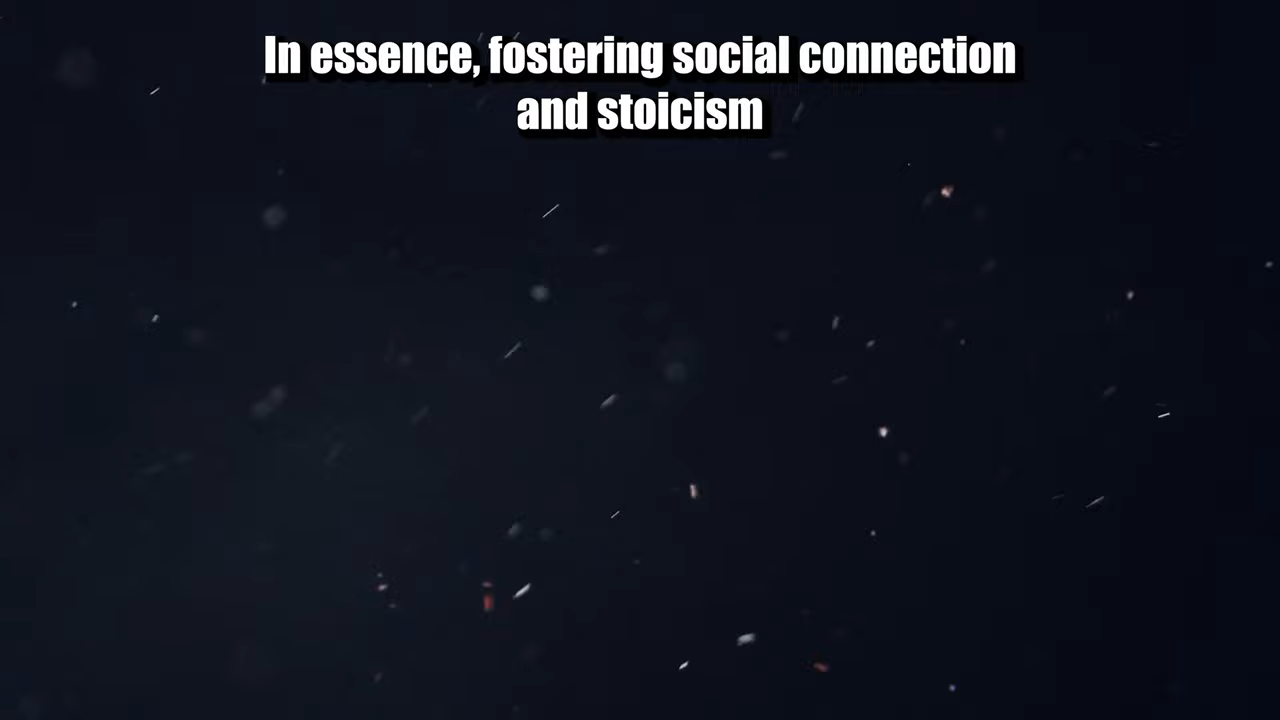 In essence, fostering social connection
and stoicism